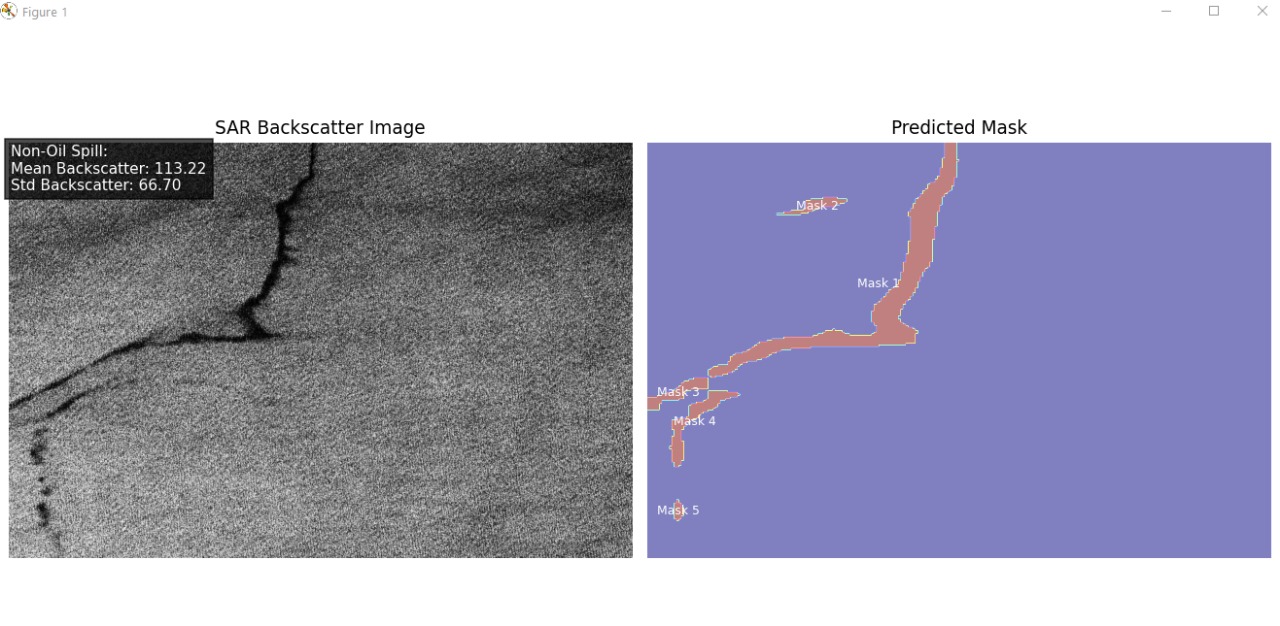 Figure 1
SAR Backscatter Image
Non-Oil Spill:
Mean Backscatter: 113.22
Std Backscatter: 66.70
Predicted Mask
Mask 2
Mask 1
Mask 3
Mask 4
Mask 5